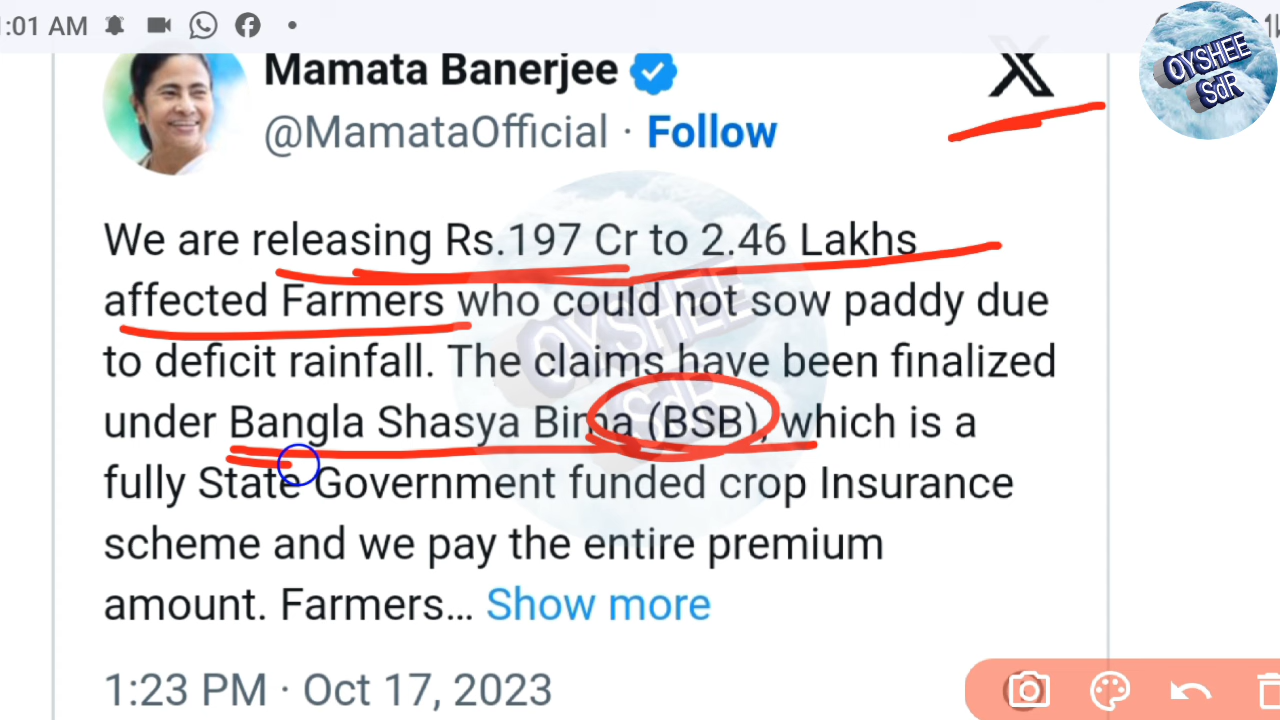 :01 AM
OYSHEE
SdR
Mamata Banerjee
@MamataOfficial · Follow
We are releasing Rs.197 Cr to 2.46 Lakhs
affected Farmers who could not sow paddy due
to deficit rainfall. The claims have been finalized
under Bangla Shasya Bima (BSB), which is a
fully State Government funded crop Insurance
scheme and we pay the entire premium
amount. Farmers... Show more
1:23 PM · Oct 17, 2023
OYSHEE
SdR